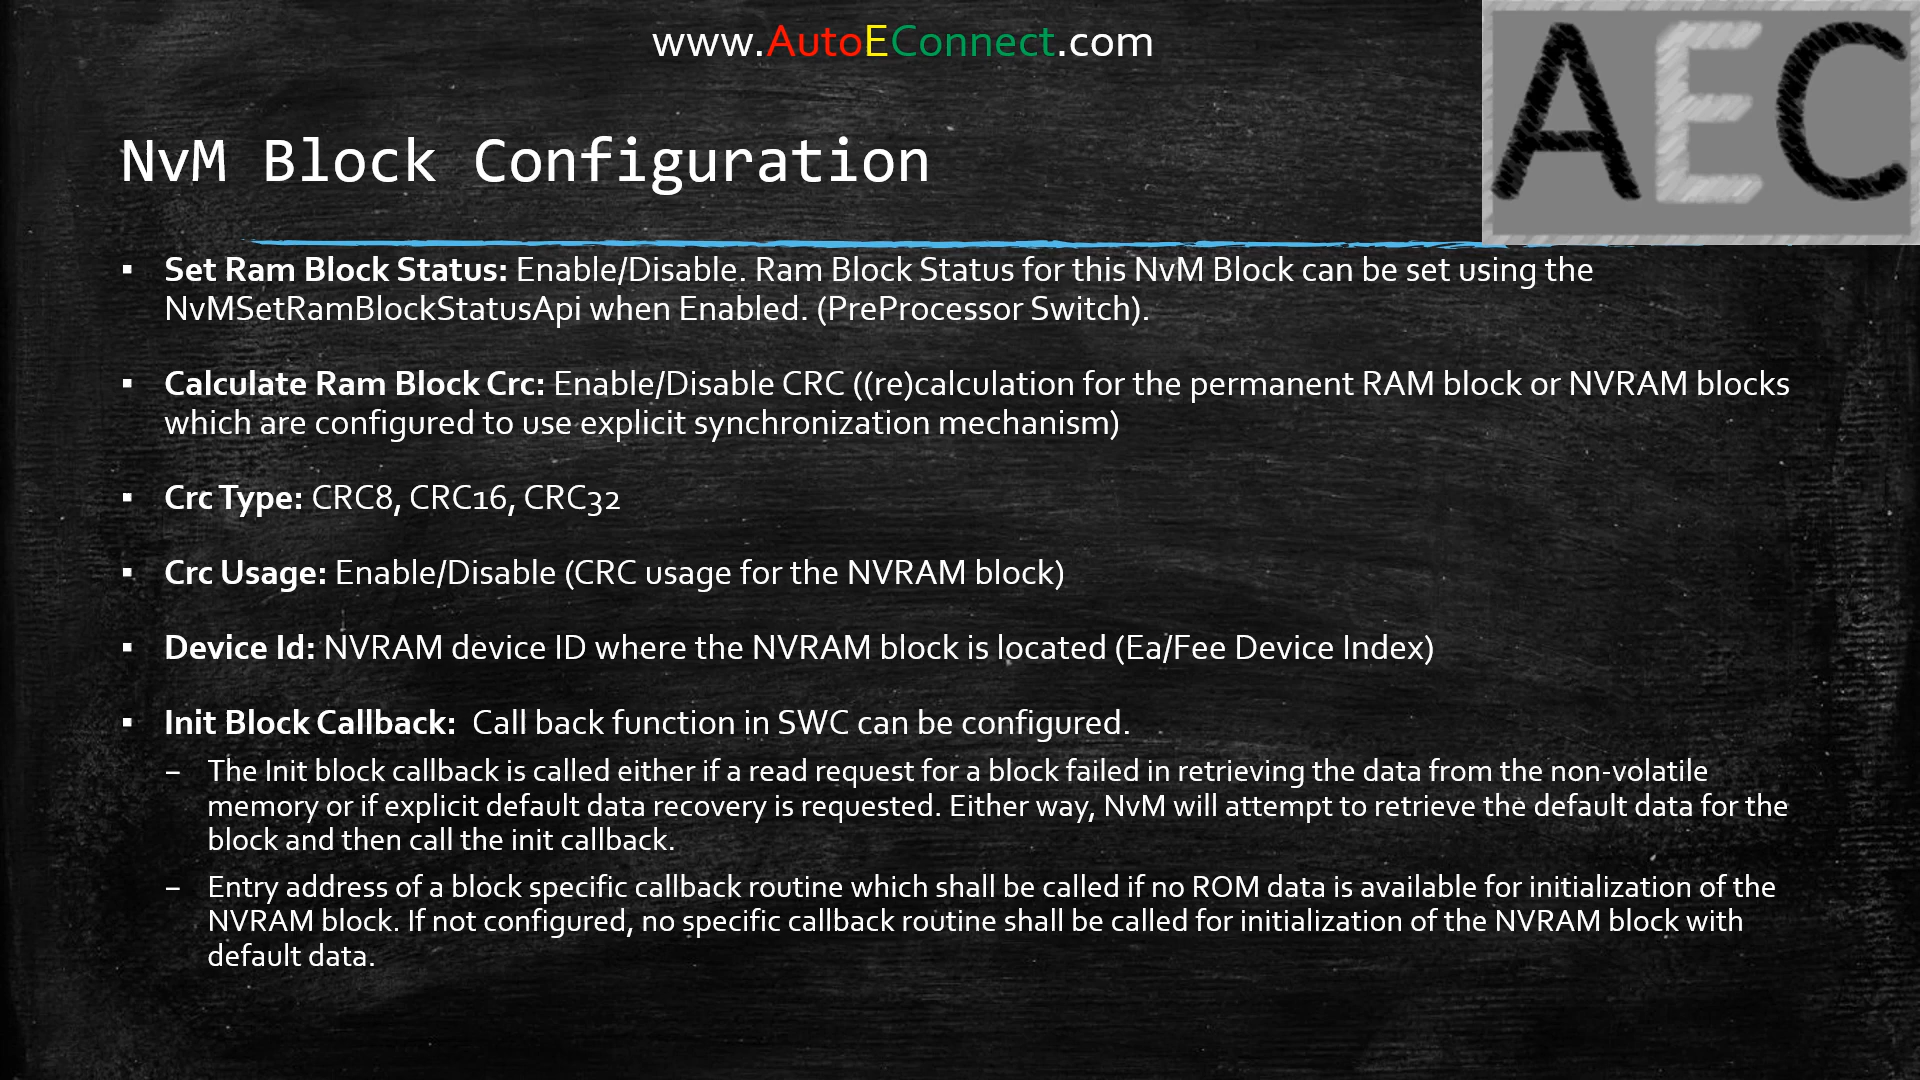 www.AutoEConnect.com
AEC
NvM Block Configuration
▪ Set Ram Block Status: Enable/Disable. Ram Block Status for this NvM Block can be set using the
NvMSetRamBlockStatusApi when Enabled. (PreProcessor Switch).
▪ Calculate Ram Block Crc: Enable/Disable CRC ((re)calculation for the permanent RAM block or NVRAM blocks
which are configured to use explicit synchronization mechanism)
▪ Crc Type: CRC8, CRC16, CRC32
▪ Crc Usage: Enable/Disable (CRC usage for the NVRAM block)
▪ Device Id: NVRAM device ID where the NVRAM block is located (Ea/Fee Device Index)
▪ Init Block Callback:  Call back function in SWC can be configured.
– The Init block callback is called either if a read request for a block failed in retrieving the data from the non-volatile
memory or if explicit default data recovery is requested. Either way, NvM will attempt to retrieve the default data for the
block and then call the init callback.
– Entry address of a block specific callback routine which shall be called if no ROM data is available for initialization of the
NVRAM block. If not configured, no specific callback routine shall be called for initialization of the NVRAM block with
default data.